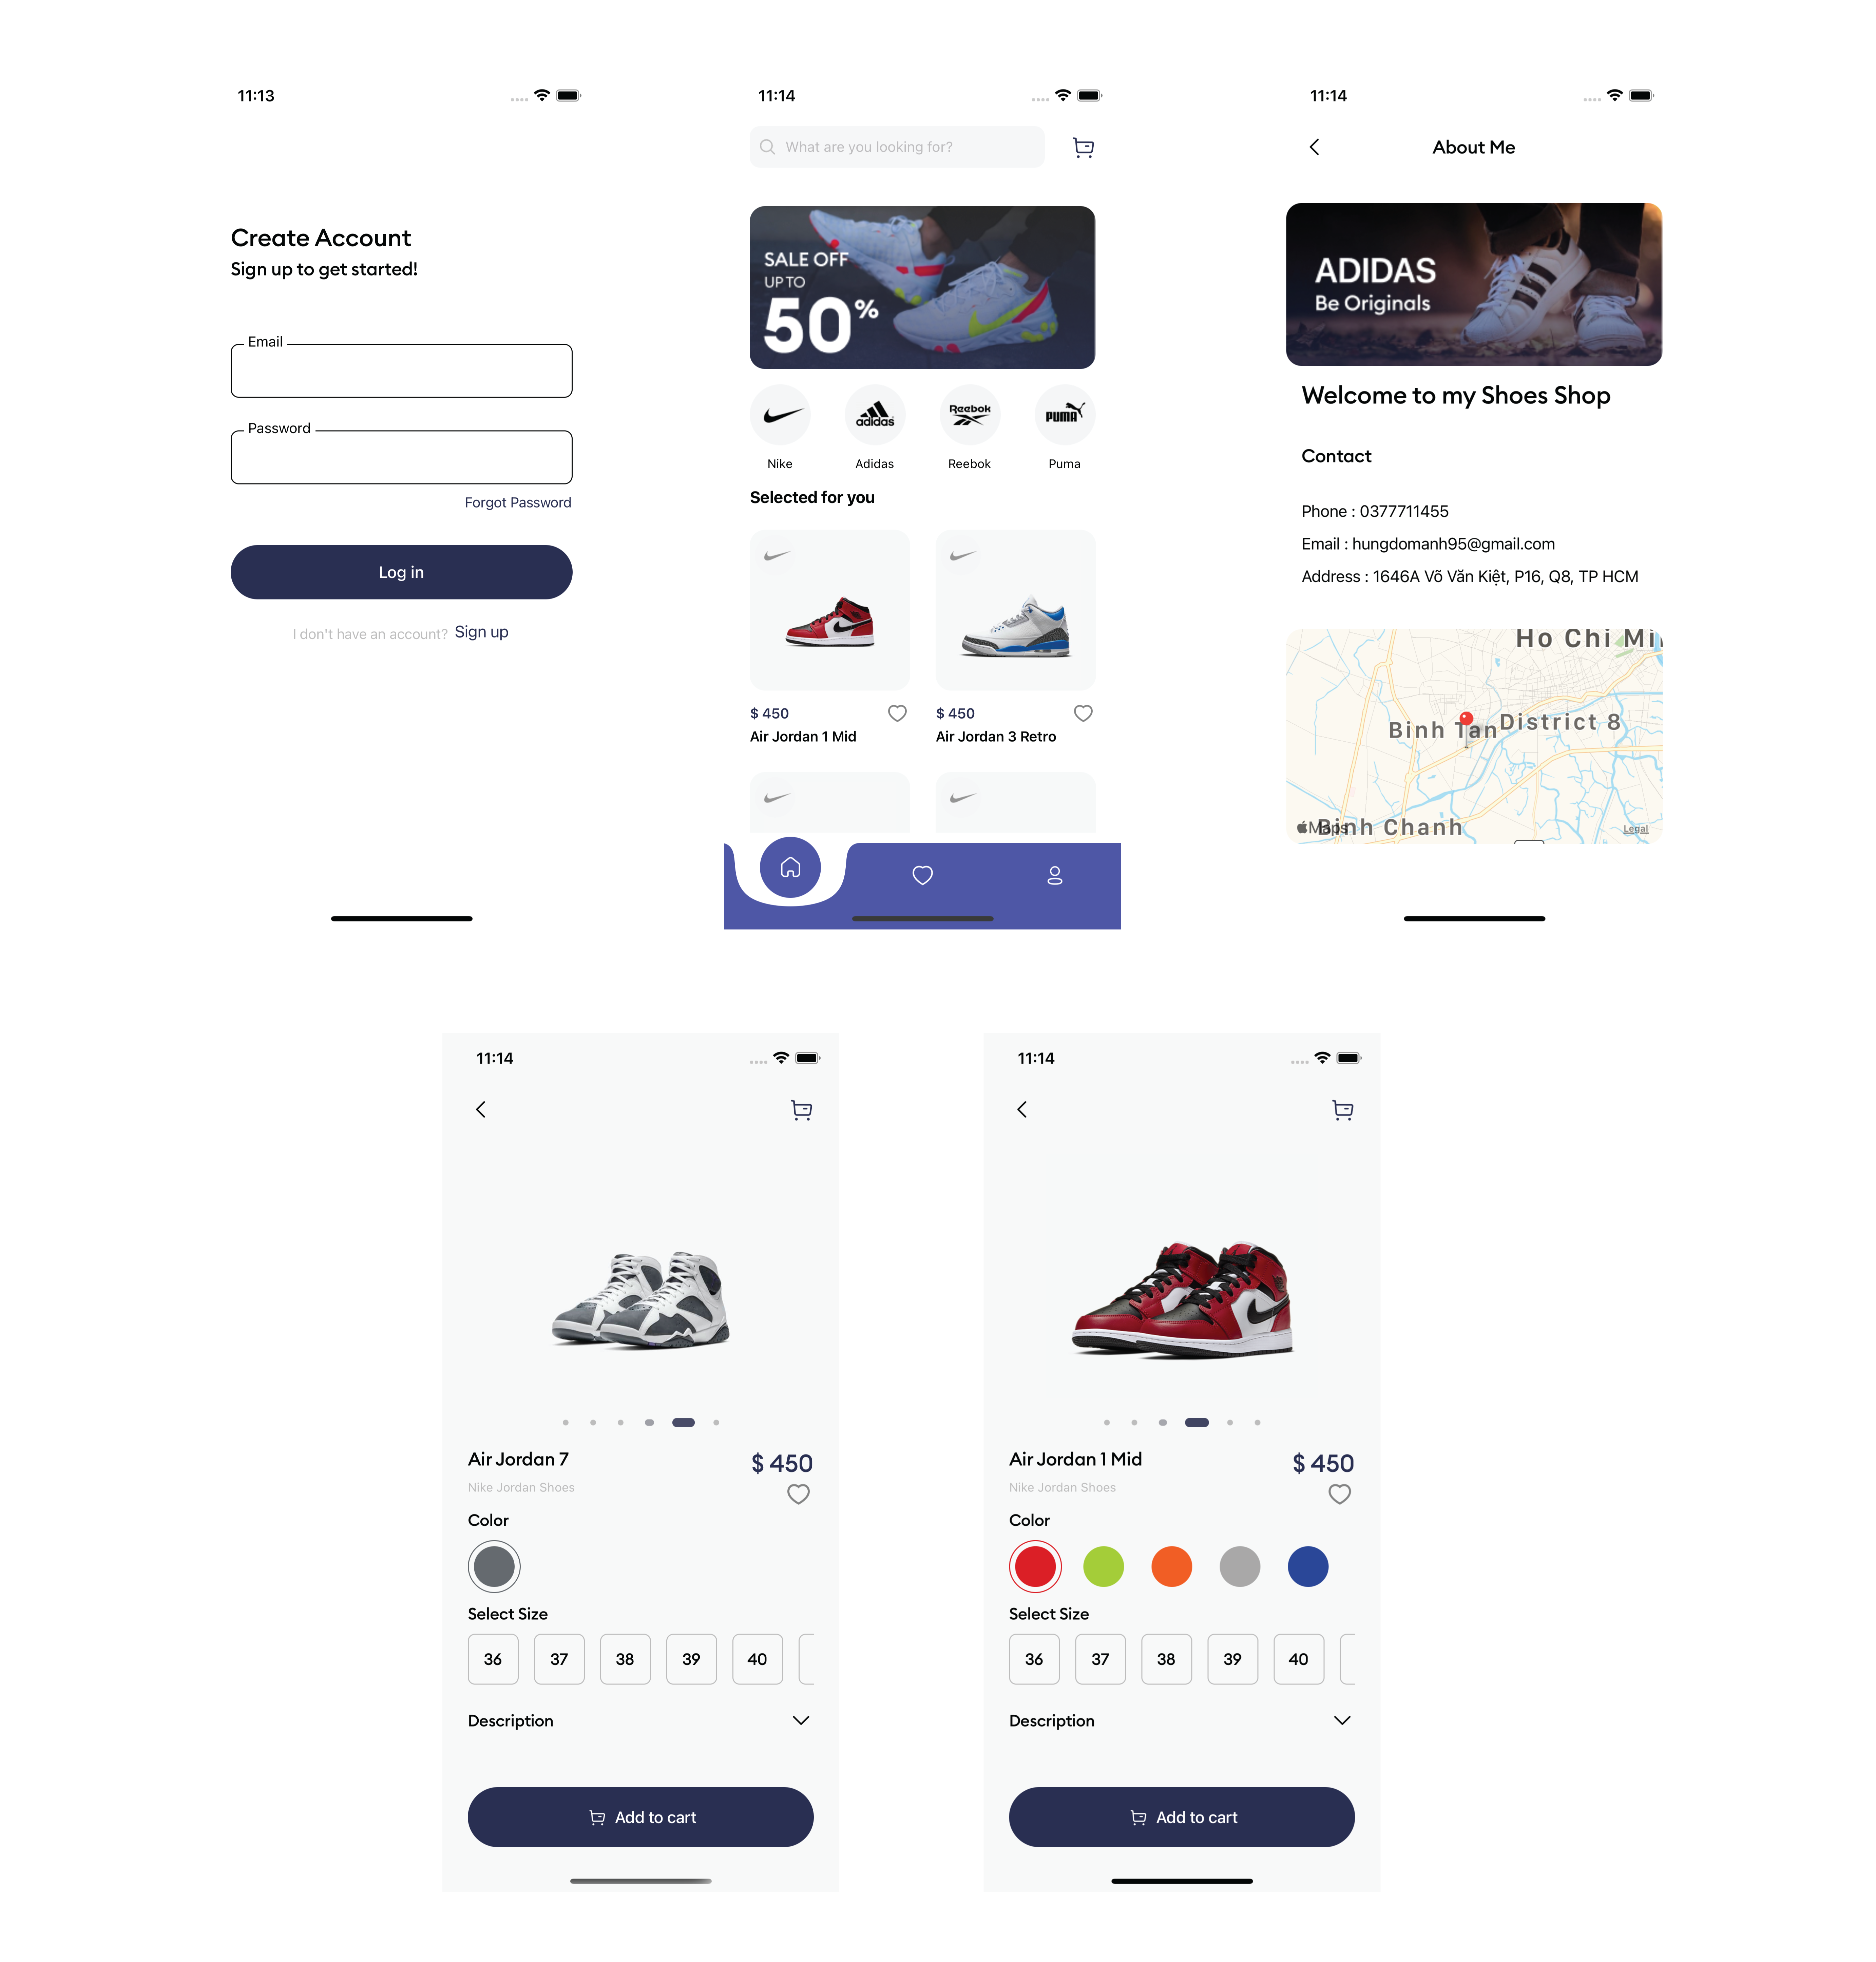 11:13
Create Account
Sign up to get started!
Email
Password
Forgot Password
Log in
I don't have an account? Sign up
11:14
What are you looking for?
SALE OFF
UP TO
50%
Reebok
adidas
PUMA
Nike
Adidas
Reebok
Puma
Selected for you
$ 450
$ 450
Air Jordan 1 Mid
Air Jordan 3 Retro
11:14
About Me
ADIDAS
Be Originals
Welcome to my Shoes Shop
Contact
Phone : 0377711455
Email : hungdomanh95@gmail.com
Address : 1646A Võ Văn Kiệt, P16, Q8, TP HCM
Ho Chi Mi
Binh Tan
District 8
Maps
Binh Chanh
Legal
11:14
Air Jordan 7
$ 450
Nike Jordan Shoes
Color
Select Size
36 37 38 39 40
Description
Add to cart
11:14
Air Jordan 1 Mid
$ 450
Nike Jordan Shoes
Color
Select Size
36 37 38 39 40
Description
Add to cart